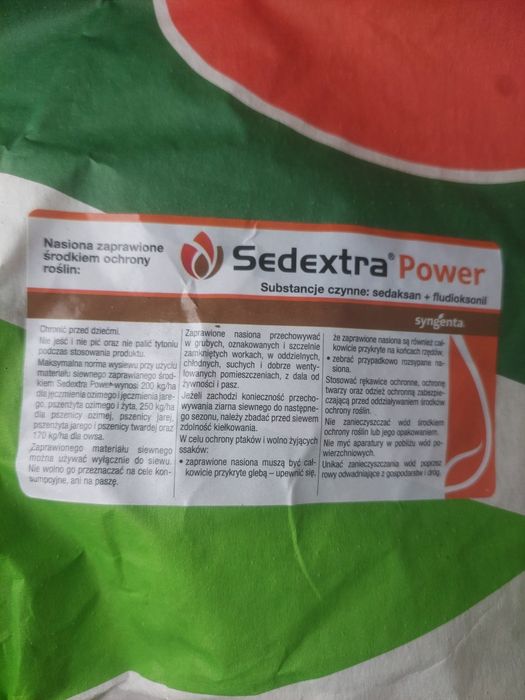 Nasiona zaprawione
środkiem ochrony
roślin:
Sedextra® Power
Substancje czynne: sedaksan + fludioksonil
syngenta
Chronić przed dziećmi.
Nie jeść i nie pić oraz nie palić tytoniu
podczas stosowania produktu.
Maksymalna normę wysiewu przy użyciu
materiału siewnego zaprawianego środ-
kiem Sedextra Power wynosi 200 kg/ha
dla jęczmienia ozimego i jęczmienia jare-
go, pszenżyta ozimego i żyta, 250 kg/ha
dla pszenicy ozimej, pszenicy jarej,
pszenżyta jarego i pszenicy twardej oraz
170 kg/ha dla owsa.
Zaprawionego materiału siewnego
można używać wyłącznie do siewu.
Nie wolno go przeznaczać na cele kon-
sumpcyjne, ani na paszę.
Zaprawione nasiona przechowywać
w grubych, oznakowanych i szczelnie
zamkniętych workach, w oddzielnych,
chłodnych, suchych i dobrze wenty-
lowanych pomieszczeniach, z dala od
żywności i pasz.
Jeżeli zachodzi konieczność przecho-
wywania ziarna siewnego do następne-
go sezonu, należy zbadać przed siewem
zdolność kiełkowania.
W celu ochrony ptaków i wolno żyjących
ssaków:
• zaprawione nasiona muszą być cał-
kowicie przykryte glebą – upewnić się,
że zaprawione nasiona są również cał-
kowicie przykryte na końcach rzędów;
• zebrać przypadkowo rozsypane na-
siona.
Stosować rękawice ochronne, ochronę
twarzy oraz odzież ochronną zabezpie-
czającą przed oddziaływaniem środków
ochrony roślin.
Nie zanieczyszczać wód środkiem
ochrony roślin lub jego opakowaniem.
Nie myć aparatury w pobliżu wód po-
wierzchniowych.
Unikać zanieczyszczania wód poprzez
rowy odwadniające z gospodarstw i dróg.